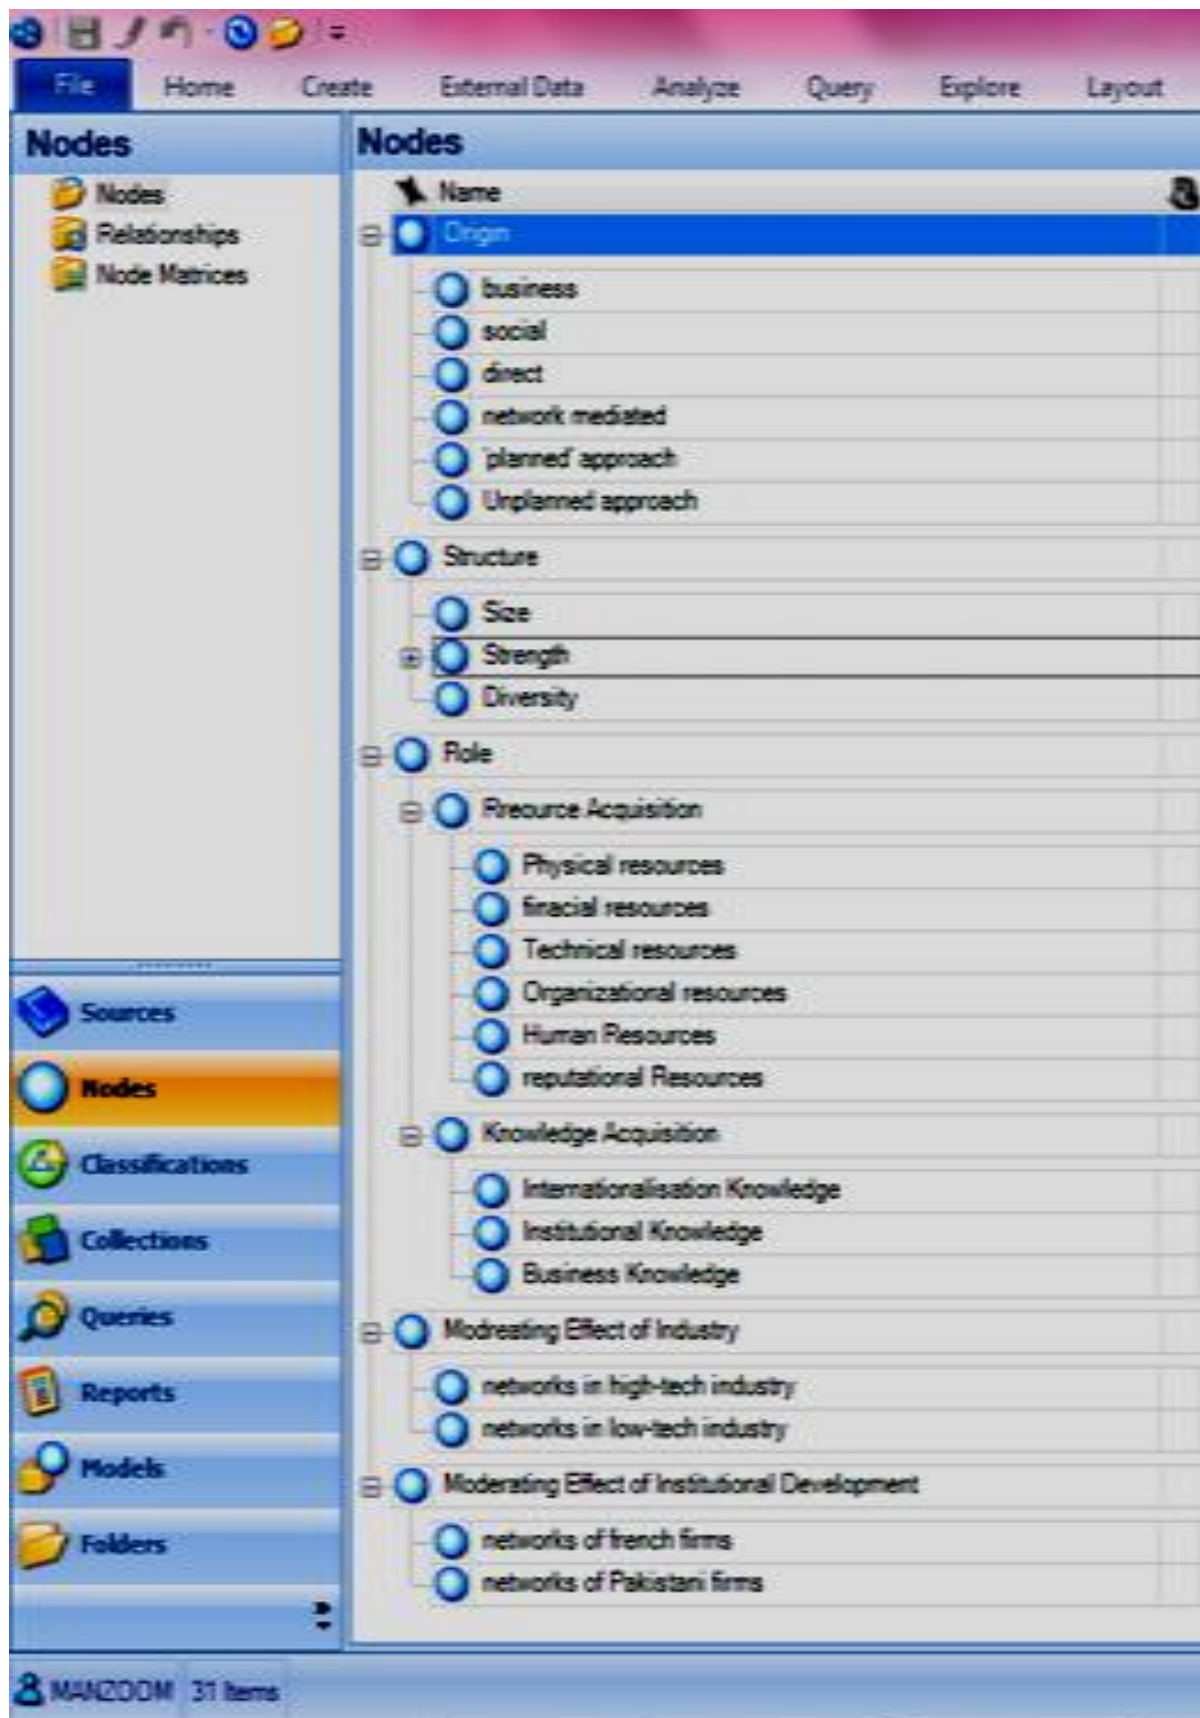 File Home Create External Data Analyze Query Explore Layout
Nodes
Nodes
Relationships
Node Matrices
Sources
Nodes
Classifications
Collections
Queries
Reports
Models
Folders
Nodes
Name
Origin
business
social
direct
network mediated
'planned' approach
Unplanned approach
Structure
Size
Strength
Diversity
Role
Rreource Acquisition
Physical resources
finacial resources
Technical resources
Organizational resources
Human Resources
reputational Resources
Knowledge Acquisition
Internationalisation Knowledge
Institutional Knowledge
Business Knowledge
Modreating Effect of Industry
networks in high-tech industry
networks in low-tech industry
Moderating Effect of Institutional Development
networks of french firms
networks of Pakistani firms
MANZOOM 31 Items